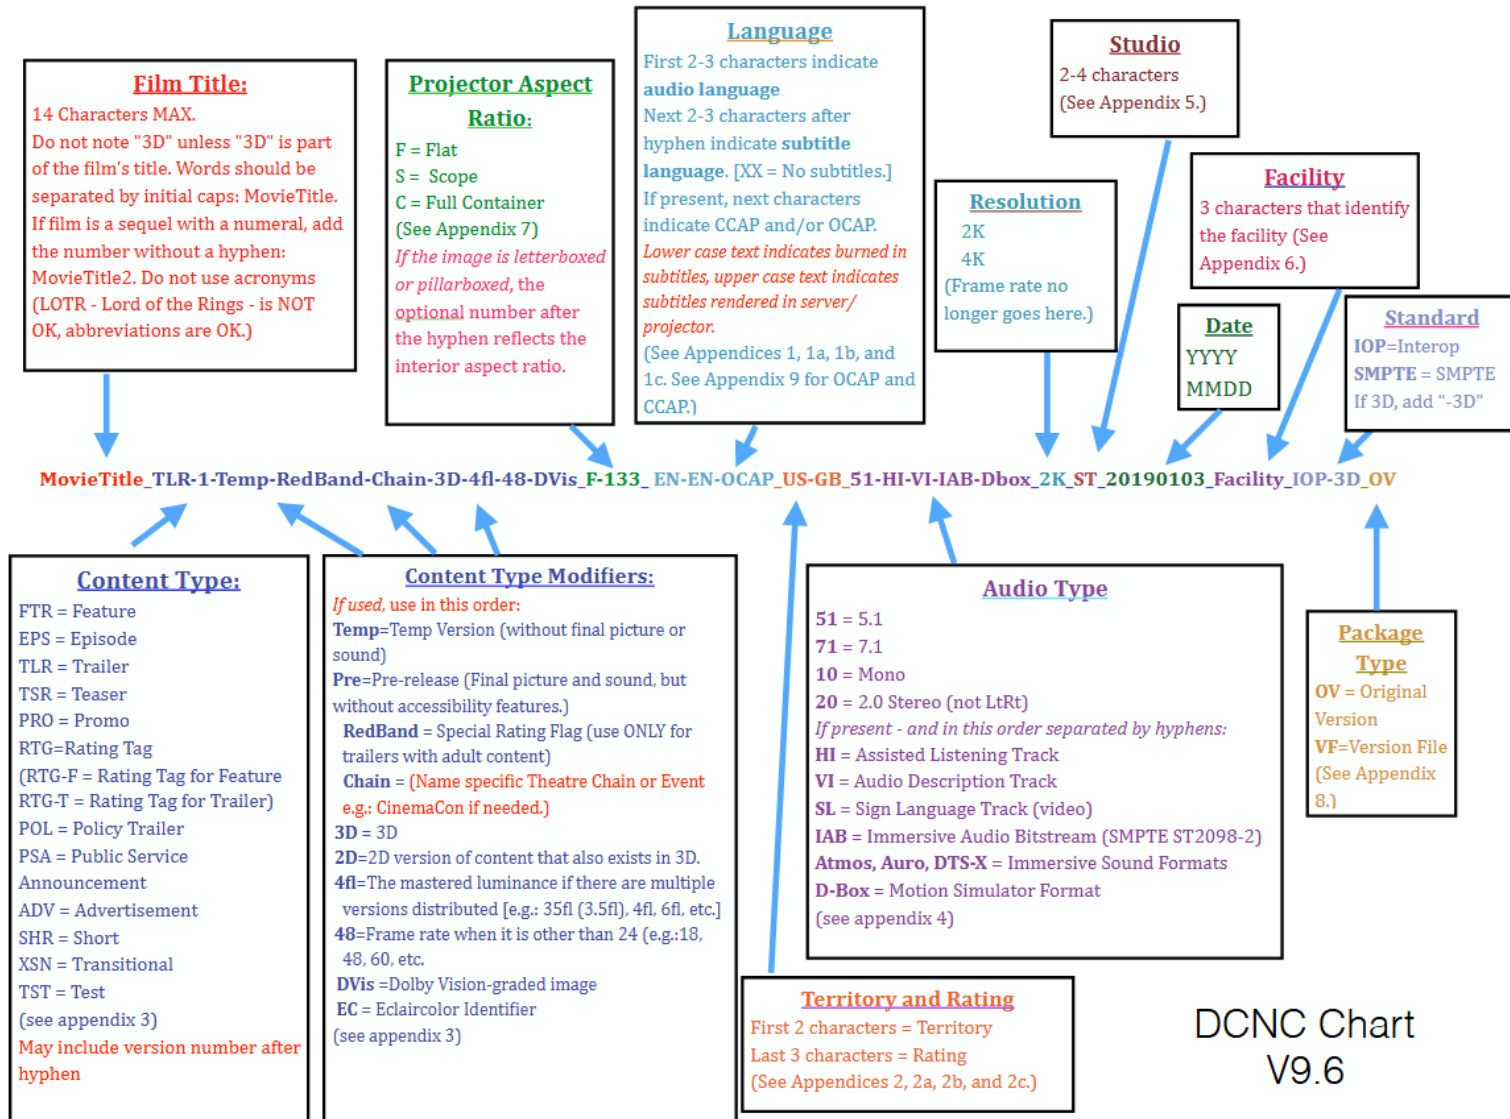 Film Title:
14 Characters MAX.
Do not note "3D" unless "3D" is part
of the film's title. Words should be
separated by initial caps: MovieTitle.
If film is a sequel with a numeral, add
the number without a hyphen:
MovieTitle2. Do not use acronyms
(LOTR - Lord of the Rings - is NOT
OK, abbreviations are OK.)
Projector Aspect
Ratio:
F = Flat
S = Scope
C = Full Container
(See Appendix 7)
If the image is letterboxed
or pillarboxed, the
optional number after
the hyphen reflects the
interior aspect ratio.
Language
First 2-3 characters indicate
audio language
Next 2-3 characters after
hyphen indicate subtitle
language. [XX = No subtitles.]
If present, next characters
indicate CCAP and/or OCAP.
Lower case text indicates burned in
subtitles, upper case text indicates
subtitles rendered in server/
projector.
(See Appendices 1, 1a, 1b, and
1c. See Appendix 9 for OCAP and
CCAP.)
Resolution
2K
4K
(Frame rate no
longer goes here.)
Studio
2-4 characters
(See Appendix 5.)
Facility
3 characters that identify
the facility (See
Appendix 6.)
Date
YYYY
MMDD
Standard
IOP=Interop
SMPTE = SMPTE
If 3D, add "-3D"
MovieTitle_TLR-1-Temp-RedBand-Chain-3D-4fl-48-DVis_F-133_ EN-EN-OCAP_US-GB_51-HI-VI-IAB-Dbox_2K_ST_20190103_Facility_IOP-3D_OV
Content Type:
FTR = Feature
EPS = Episode
TLR = Trailer
TSR = Teaser
PRO = Promo
RTG=Rating Tag
(RTG-F = Rating Tag for Feature
RTG-T = Rating Tag for Trailer)
POL = Policy Trailer
PSA = Public Service
Announcement
ADV = Advertisement
SHR = Short
XSN = Transitional
TST = Test
(see appendix 3)
May include version number after
hyphen
Content Type Modifiers:
If used, use in this order:
Temp=Temp Version (without final picture or
sound)
Pre=Pre-release (Final picture and sound, but
without accessibility features.)
RedBand = Special Rating Flag (use ONLY for
trailers with adult content)
Chain = (Name specific Theatre Chain or Event
e.g.: CinemaCon if needed.)
3D = 3D
2D=2D version of content that also exists in 3D.
4fl=The mastered luminance if there are multiple
versions distributed [e.g.: 35fl (3.5fl), 4fl, 6fl, etc.]
48=Frame rate when it is other than 24 (e.g.:18,
48, 60, etc.
DVis =Dolby Vision-graded image
EC = Eclaircolor Identifier
(see appendix 3)
Audio Type
51 = 5.1
71 = 7.1
10 = Mono
20 = 2.0 Stereo (not LtRt)
If present - and in this order separated by hyphens:
HI = Assisted Listening Track
VI = Audio Description Track
SL = Sign Language Track (video)
IAB = Immersive Audio Bitstream (SMPTE ST2098-2)
Atmos, Auro, DTS-X = Immersive Sound Formats
D-Box = Motion Simulator Format
(see appendix 4)
Territory and Rating
First 2 characters = Territory
Last 3 characters = Rating
(See Appendices 2, 2a, 2b, and 2c.)
Package
Type
OV = Original
Version
VF=Version File
(See Appendix
8.)
DCNC Chart
V9.6